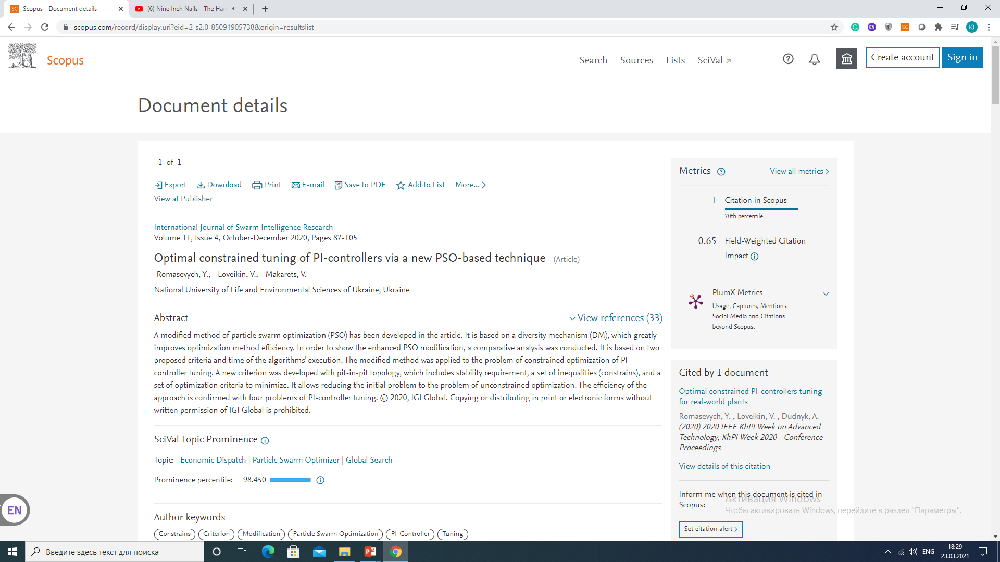 Scopus - Document details
(6) Nine Inch Nails - The Han
scopus.com/record/display.uri?eid=2-s2.0-85091905738&origin=resultslist
Scopus
Search Sources Lists SciVal
Create account
Sign in
Document details
1 of 1
Export Download Print E-mail Save to PDF Add to List More...
View at Publisher
International Journal of Swarm Intelligence Research
Volume 11, Issue 4, October-December 2020, Pages 87-105
Optimal constrained tuning of PI-controllers via a new PSO-based technique (Article)
Romasevych, Y., Loveikin, V., Makarets, V.
National University of Life and Environmental Sciences of Ukraine, Ukraine
Abstract
View references (33)
A modified method of particle swarm optimization (PSO) has been developed in the article. It is based on a diversity mechanism (DM), which greatly
improves optimization method efficiency. In order to show the enhanced PSO modification, a comparative analysis was conducted. It is based on two
proposed criteria and time of the algorithms' execution. The modified method was applied to the problem of constrained optimization of PI-
controller tuning. A new criterion was developed with pit-in-pit topology, which includes stability requirement, a set of inequalities (constrains), and a
set of optimization criteria to minimize. It allows reducing the initial problem to the problem of unconstrained optimization. The efficiency of the
approach is confirmed with four problems of PI-controller tuning. © 2020, IGI Global. Copying or distributing in print or electronic forms without
written permission of IGI Global is prohibited.
SciVal Topic Prominence
Topic: Economic Dispatch | Particle Swarm Optimizer | Global Search
Prominence percentile: 98.450
Author keywords
Constrains Criterion Modification Particle Swarm Optimization PI-Controller Tuning
Metrics
View all metrics
1 Citation in Scopus
70th percentile
0.65 Field-Weighted Citation
Impact
PlumX Metrics
Usage, Captures, Mentions,
Social Media and Citations
beyond Scopus.
Cited by 1 document
Optimal constrained PI-controllers tuning
for real-world plants
Romasevych, Y. , Loveikin, V. , Dudnyk, A.
(2020) 2020 IEEE KhPI Week on Advanced
Technology, KhPI Week 2020 - Conference
Proceedings
View details of this citation
Inform me when this document is cited in
Scopus:
Set citation alert
Активация Windows
Чтобы активировать Windows, перейдите в раздел "Параметры".
EN
Введите здесь текст для поиска
ENG
18:29
23.03.2021